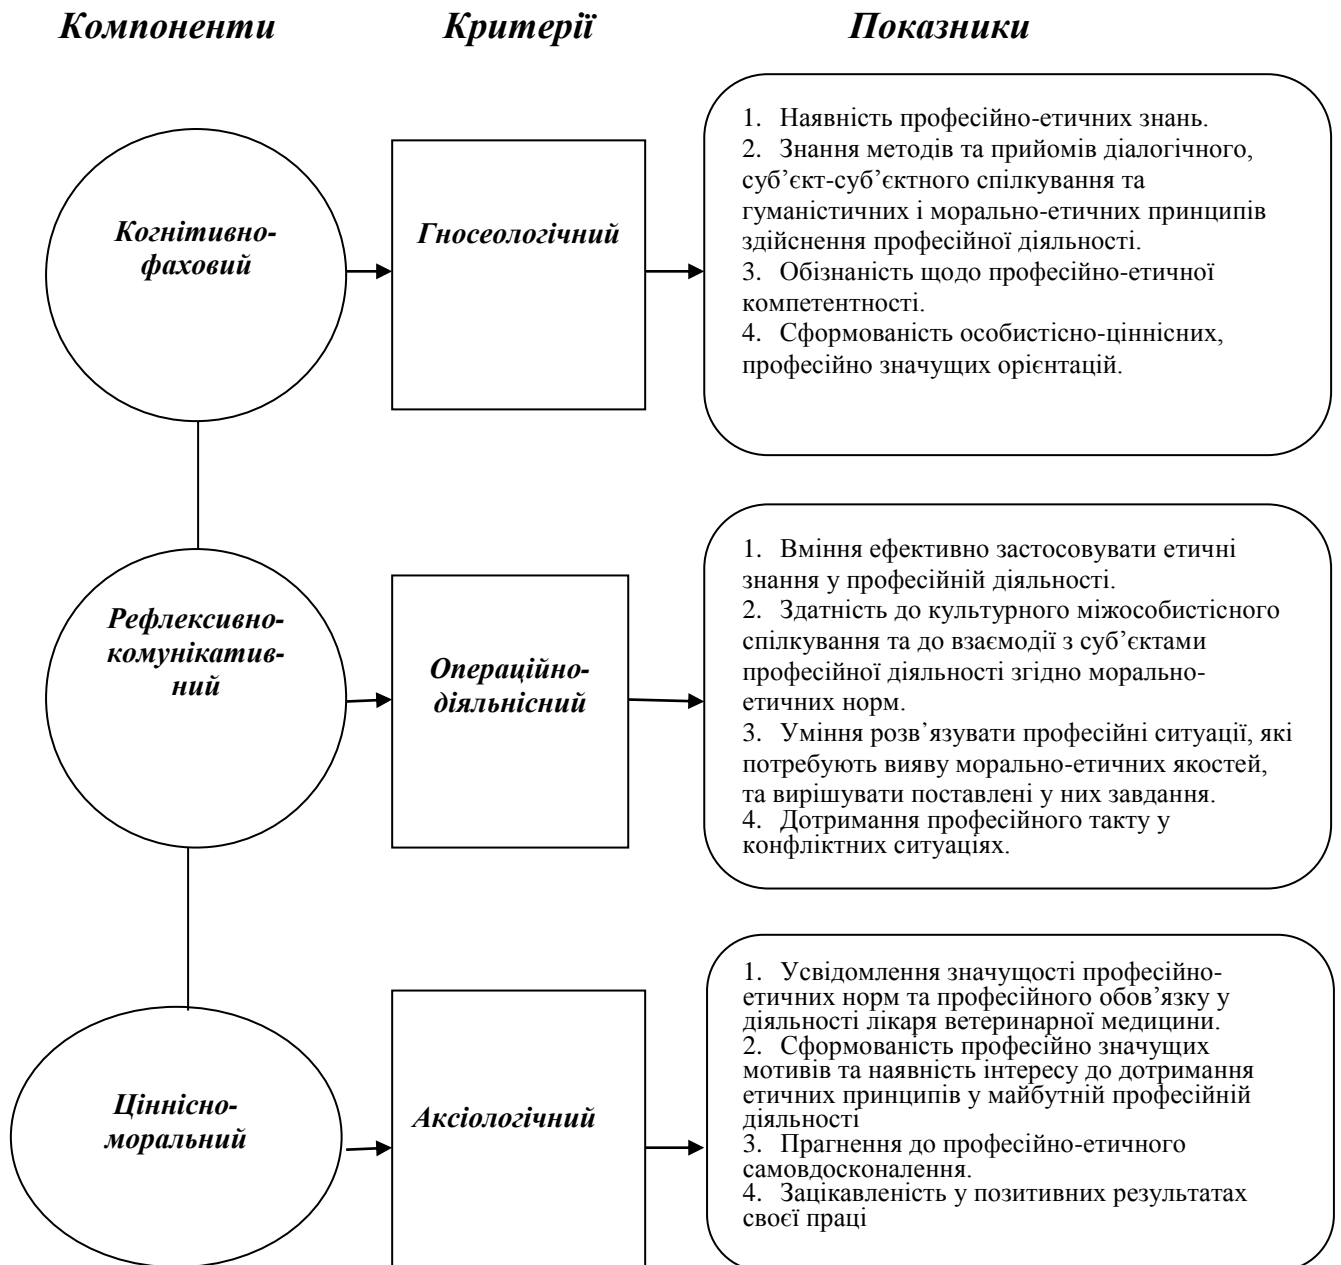 Компоненти Критерії Показники
Когнітивно-
фаховий
Гносеологічний
1. Наявність професійно-етичних знань.
2. Знання методів та прийомів діалогічного,
суб’єкт-суб’єктного спілкування та
гуманістичних і морально-етичних принципів
здійснення професійної діяльності.
3. Обізнаність щодо професійно-етичної
компетентності.
4. Сформованість особистісно-ціннісних,
професійно значущих орієнтацій.
Рефлексивно-
комунікатив-
ний
Операційно-
діяльнісний
1. Вміння ефективно застосовувати етичні
знання у професійній діяльності.
2. Здатність до культурного міжособистісного
спілкування та до взаємодії з суб’єктами
професійної діяльності згідно морально-
етичних норм.
3. Уміння розв’язувати професійні ситуації, які
потребують вияву морально-етичних якостей,
та вирішувати поставлені у них завдання.
4. Дотримання професійного такту у
конфліктних ситуаціях.
Ціннісно-
моральний
Аксіологічний
1. Усвідомлення значущості професійно-
етичних норм та професійного обов’язку у
діяльності лікаря ветеринарної медицини.
2. Сформованість професійно значущих
мотивів та наявність інтересу до дотримання
етичних принципів у майбутній професійній
діяльності
3. Прагнення до професійно-етичного
самовдосконалення.
4. Зацікавленість у позитивних результатах
своєї праці